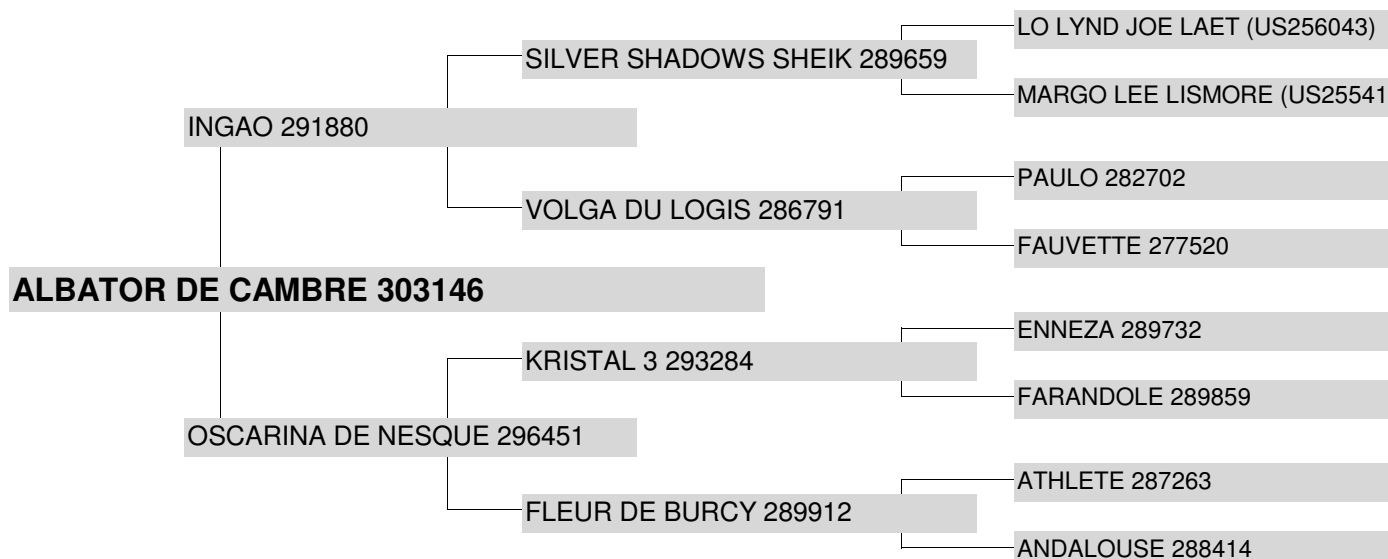 LO LYND JOE LAET (US256043)
SILVER SHADOWS SHEIK 289659
MARGO LEE LISMORE (US25541
INGAO 291880
PAULO 282702
VOLGA DU LOGIS 286791
FAUVETTE 277520
ALBATOR DE CAMBRE 303146
ENNEZA 289732
KRISTAL 3 293284
FARANDOLE 289859
OSCARINA DE NESQUE 296451
ATHLETE 287263
FLEUR DE BURCY 289912
ANDALOUSE 288414